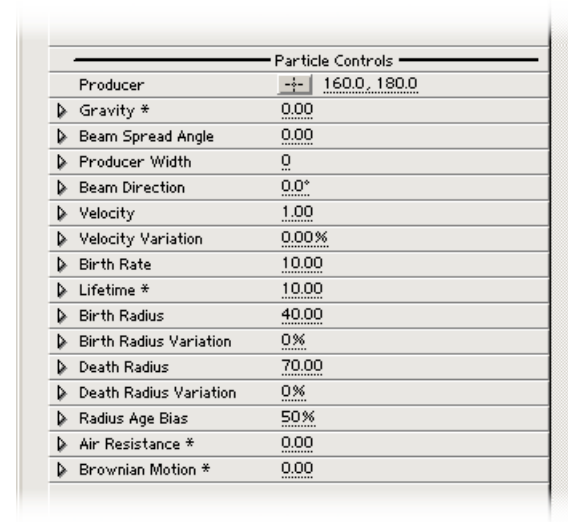 Particle Controls
Producer 160.0, 180.0
Gravity * 0.00
Beam Spread Angle 0.00
Producer Width 0
Beam Direction 0.0°
Velocity 1.00
Velocity Variation 0.00%
Birth Rate 10.00
Lifetime * 10.00
Birth Radius 40.00
Birth Radius Variation 0%
Death Radius 70.00
Death Radius Variation 0%
Radius Age Bias 50%
Air Resistance * 0.00
Brownian Motion * 0.00